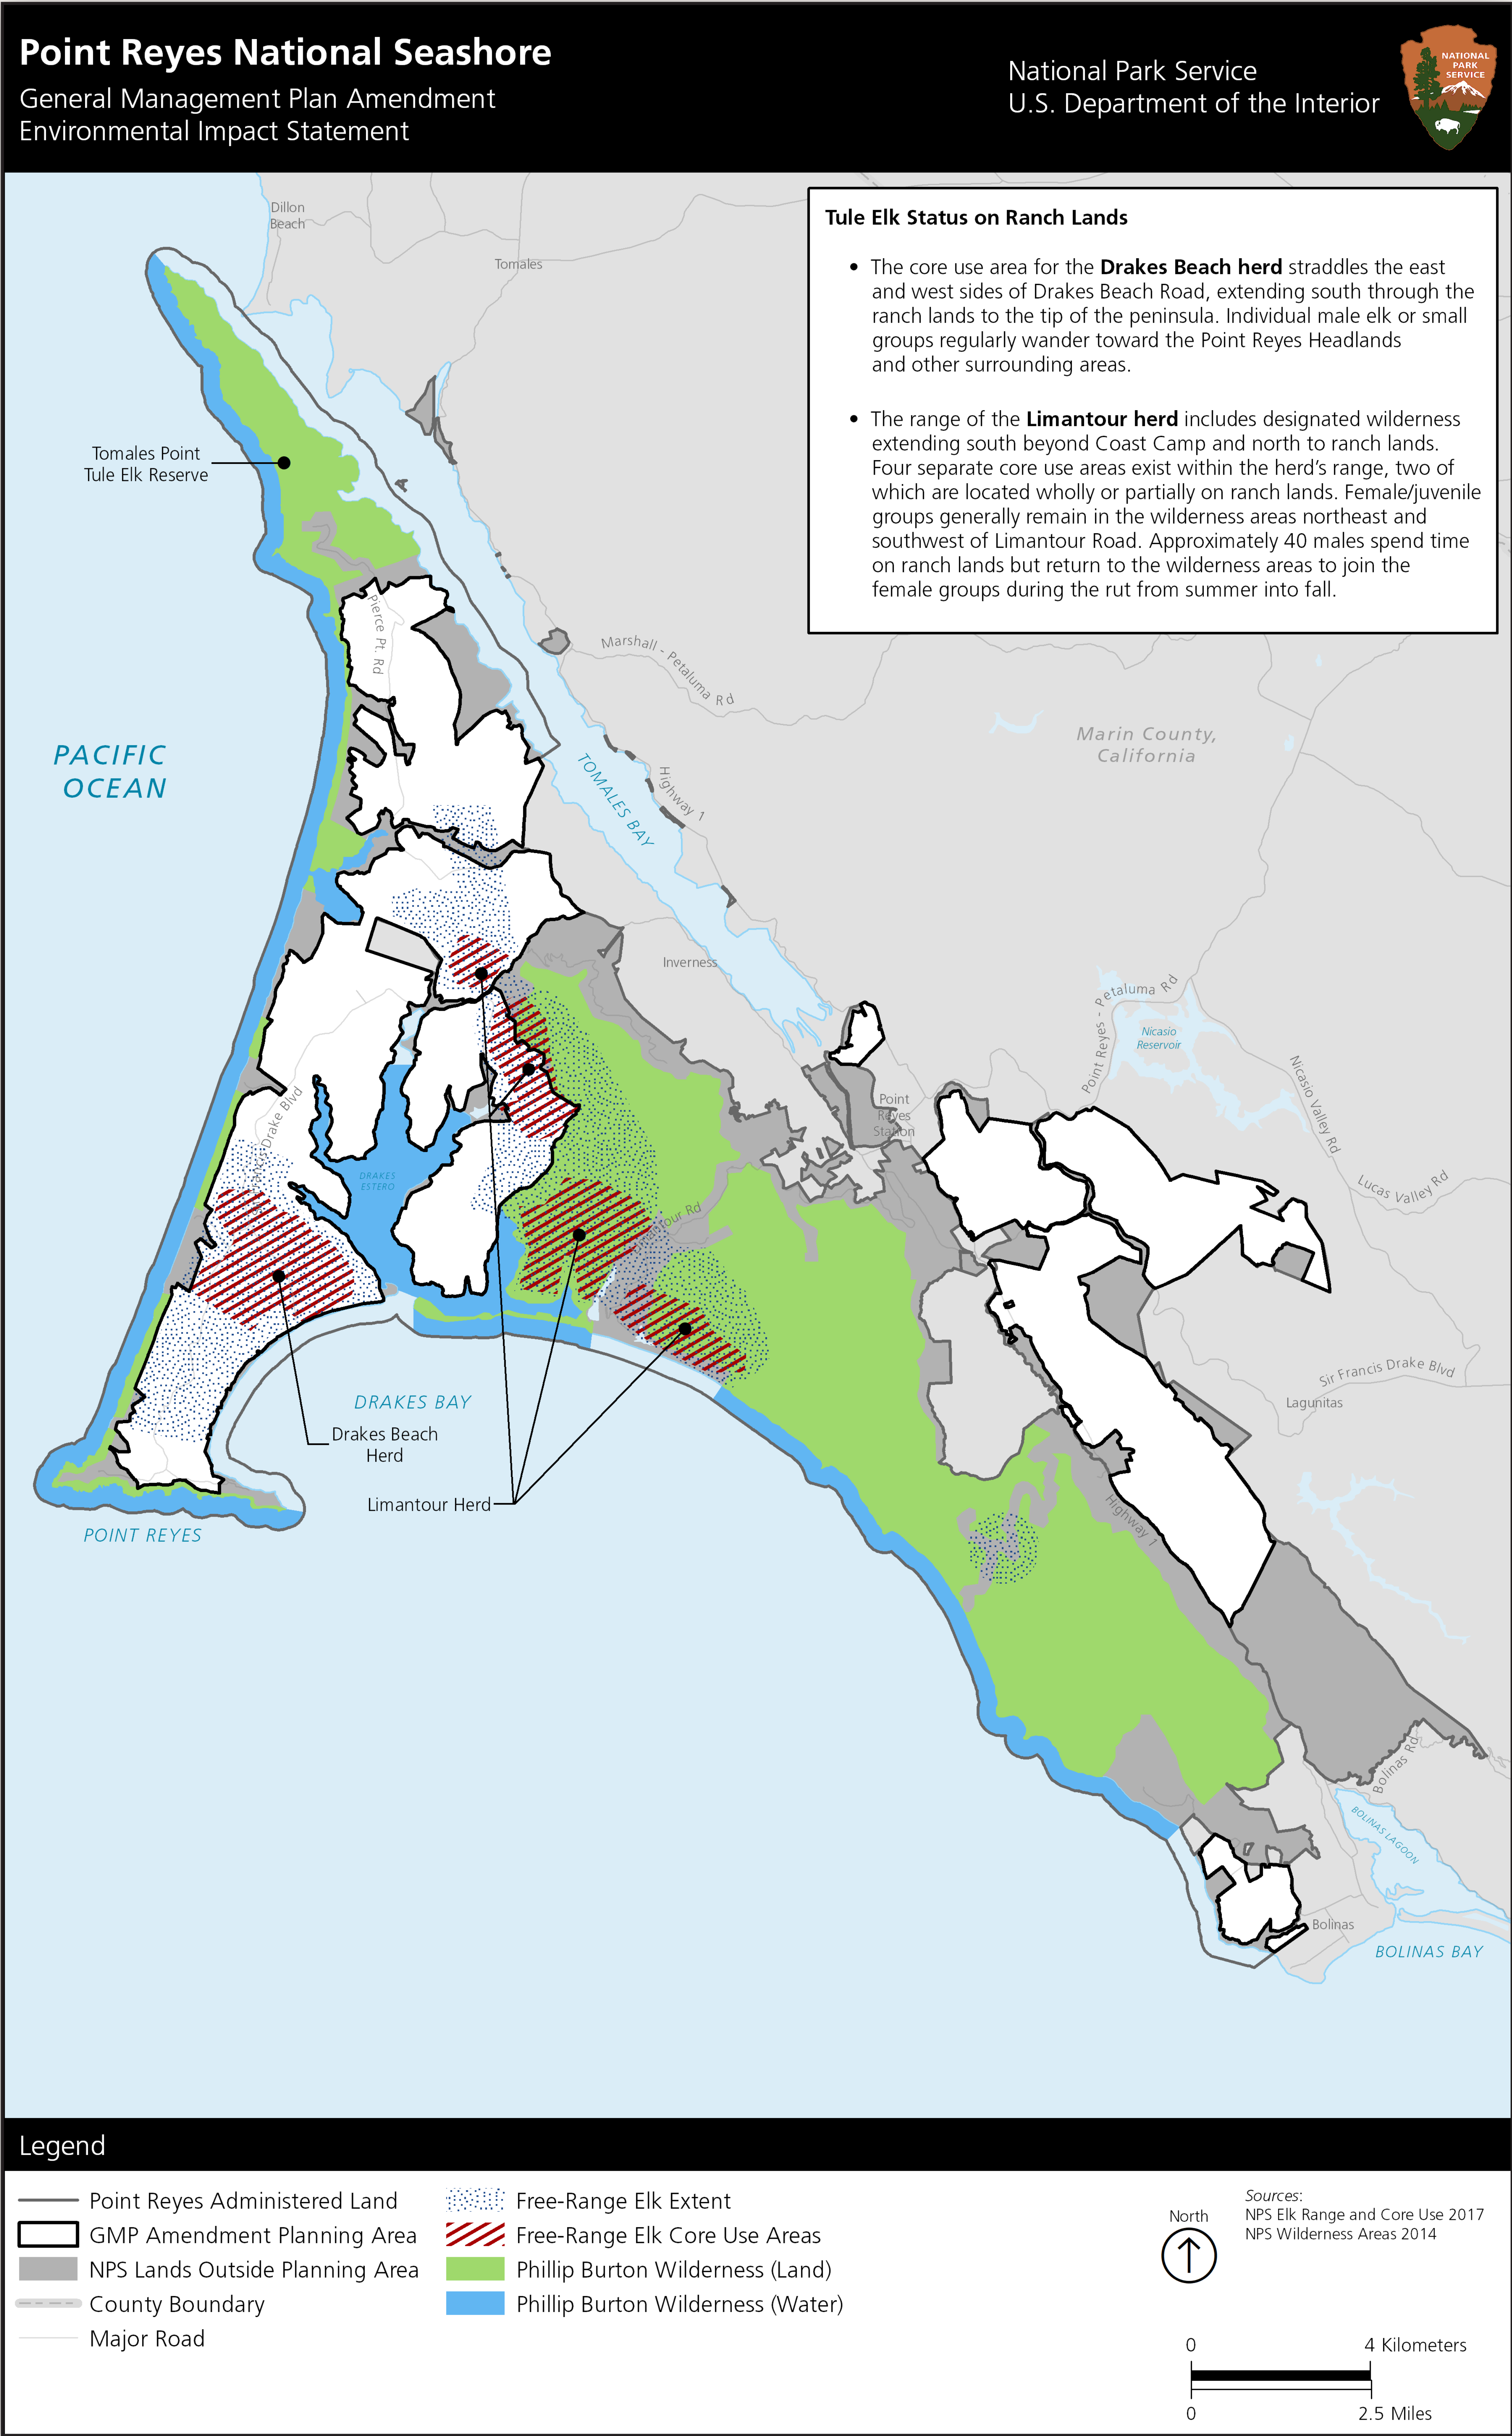 Point Reyes National Seashore
General Management Plan Amendment
Environmental Impact Statement
National Park Service
U.S. Department of the Interior
NATIONAL
PARK
SERVICE
Tule Elk Status on Ranch Lands
• The core use area for the Drakes Beach herd straddles the east
and west sides of Drakes Beach Road, extending south through the
ranch lands to the tip of the peninsula. Individual male elk or small
groups regularly wander toward the Point Reyes Headlands
and other surrounding areas.
• The range of the Limantour herd includes designated wilderness
extending south beyond Coast Camp and north to ranch lands.
Four separate core use areas exist within the herd's range, two of
which are located wholly or partially on ranch lands. Female/juvenile
groups generally remain in the wilderness areas northeast and
southwest of Limantour Road. Approximately 40 males spend time
on ranch lands but return to the wilderness areas to join the
female groups during the rut from summer into fall.
Dillon
Beach
Tomales
Tomales Point
Tule Elk Reserve
Pierce Pt. Rd
Marshall - Petaluma Rd
PACIFIC
OCEAN
Marin County,
California
TOMALES BAY
Highway 1
Inverness
Point Reyes - Petaluma Rd
Nicasio
Reservoir
Nicasio Valley Rd
Point
Reyes
Station
Drake Blvd
DRAKES
ESTERO
Lucas Valley Rd
Rd
Sir Francis Drake Blvd
Lagunitas
DRAKES BAY
Drakes Beach
Herd
Limantour Herd
POINT REYES
Highway 1
Bolinas Rd
BOLINAS LAGOON
Bolinas
BOLINAS BAY
Legend
Point Reyes Administered Land
GMP Amendment Planning Area
NPS Lands Outside Planning Area
County Boundary
Major Road
Free-Range Elk Extent
Free-Range Elk Core Use Areas
Phillip Burton Wilderness (Land)
Phillip Burton Wilderness (Water)
North
Sources:
NPS Elk Range and Core Use 2017
NPS Wilderness Areas 2014
0 4 Kilometers
0 2.5 Miles